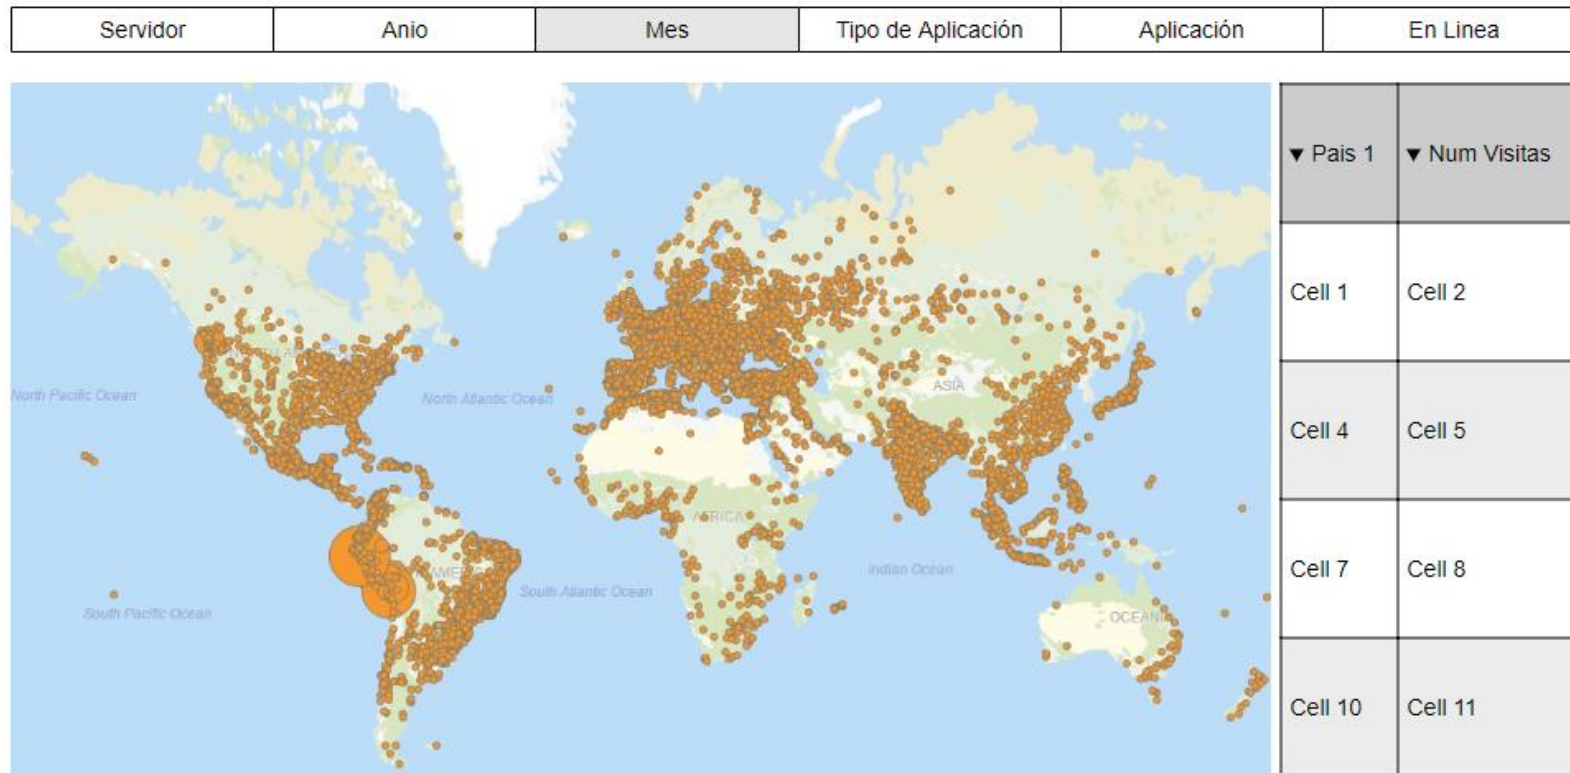 Servidor
Anio
Mes
Tipo de Aplicación
Aplicación
En Linea
▼ Pais 1
▼ Num Visitas
Cell 1
Cell 2
Cell 4
Cell 5
Cell 7
Cell 8
Cell 10
Cell 11
North Pacific Ocean
North Atlantic Ocean
ASIA
AFRICA
Indian Ocean
South Atlantic Ocean
South Pacific Ocean
OCEANI